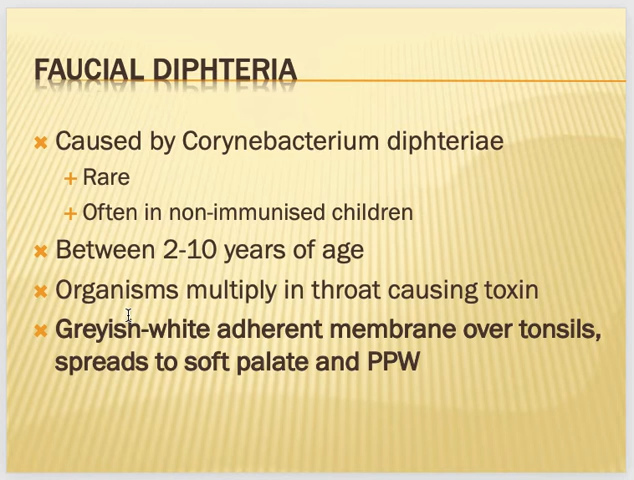 FAUCIAL DIPHTERIA
Caused by Corynebacterium diphteriae
Rare
Often in non-immunised children
Between 2-10 years of age
Organisms multiply in throat causing toxin
Greyish-white adherent membrane over tonsils,
spreads to soft palate and PPW